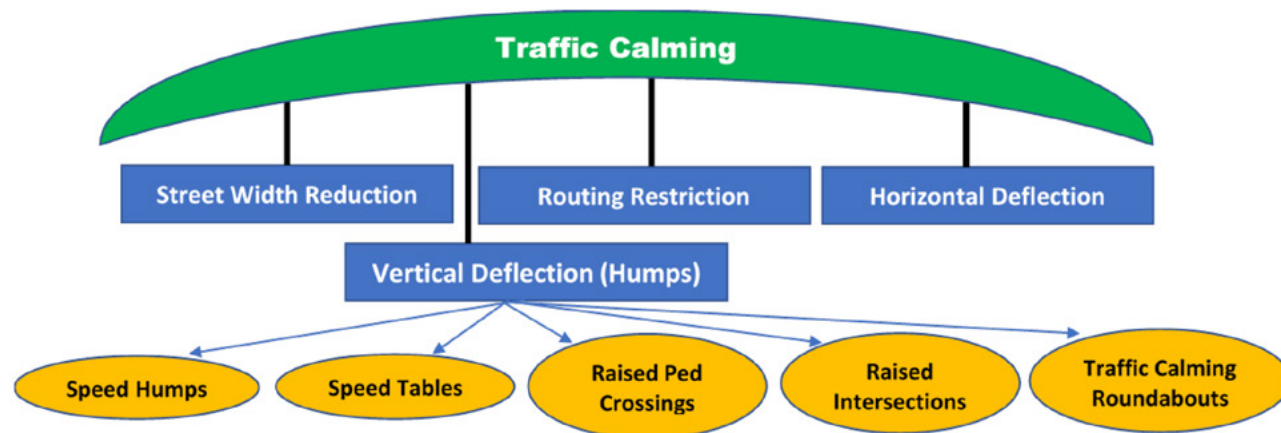 Traffic Calming
Street Width Reduction
Routing Restriction
Horizontal Deflection
Vertical Deflection (Humps)
Speed Humps
Speed Tables
Raised Ped
Crossings
Raised
Intersections
Traffic Calming
Roundabouts